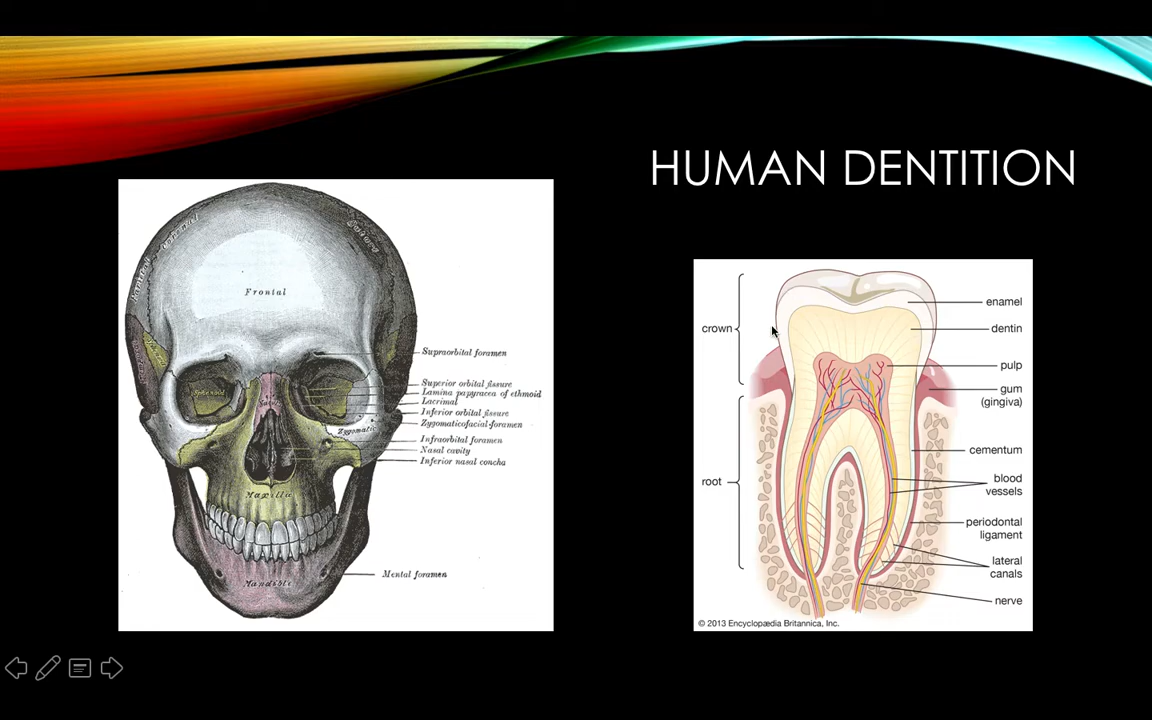 HUMAN DENTITION
Frontal
Supraorbital foramen
Superior orbital fissure
Lamina papyracea of ethmoid
Lacrimal
Inferior orbital fissure
Zygomaticofacial foramen
Zygomatic
Infraorbital foramen
Nasal cavity
Inferior nasal concha
Sphenoid
Maxilla
Mandible
Mental foramen
crown
root
enamel
dentin
pulp
gum
(gingiva)
cementum
blood
vessels
periodontal
ligament
lateral
canals
nerve
© 2013 Encyclopædia Britannica, Inc.